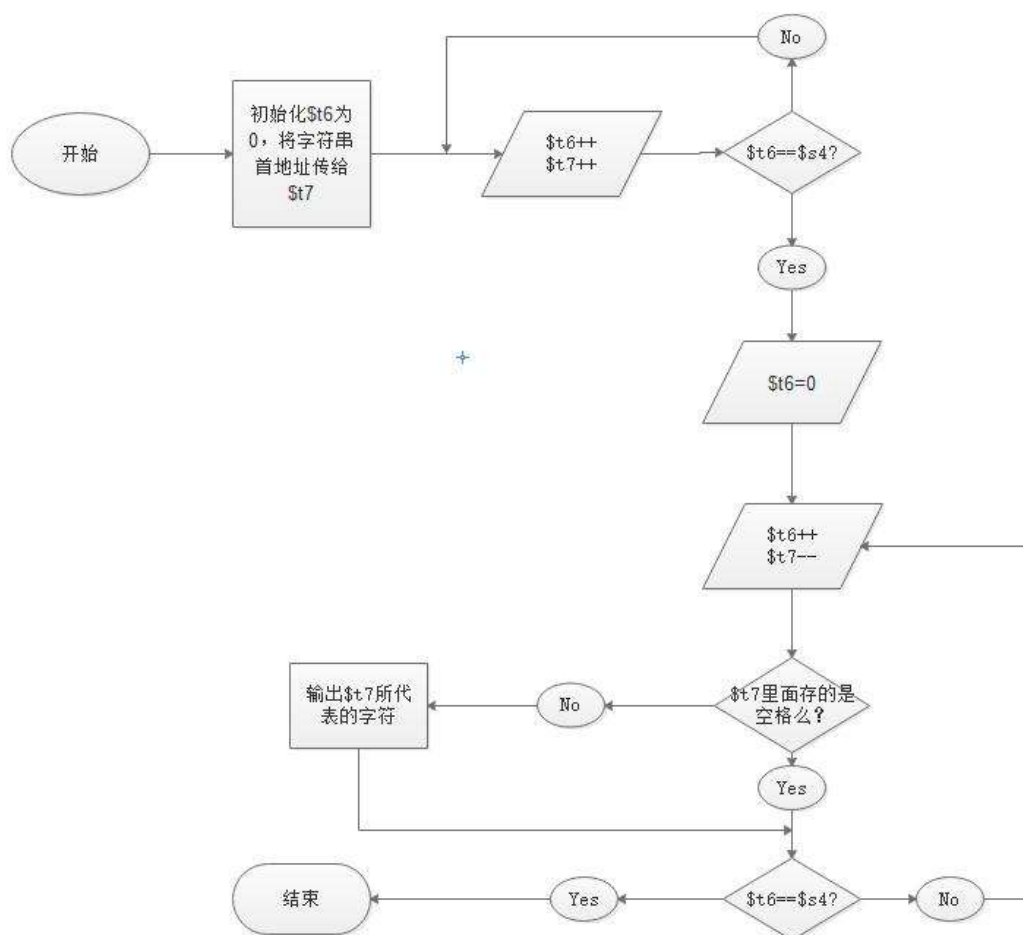 No
开始
初始化$t6为
0，将字符串
首地址传给
$t7
$t6++
$t7++
$t6==$s4?
Yes
$t6=0
$t6++
$t7--
$t7里面存的是
空格么？
No
输出$t7所代
表的字符
Yes
结束
Yes
$t6==$s4?
No